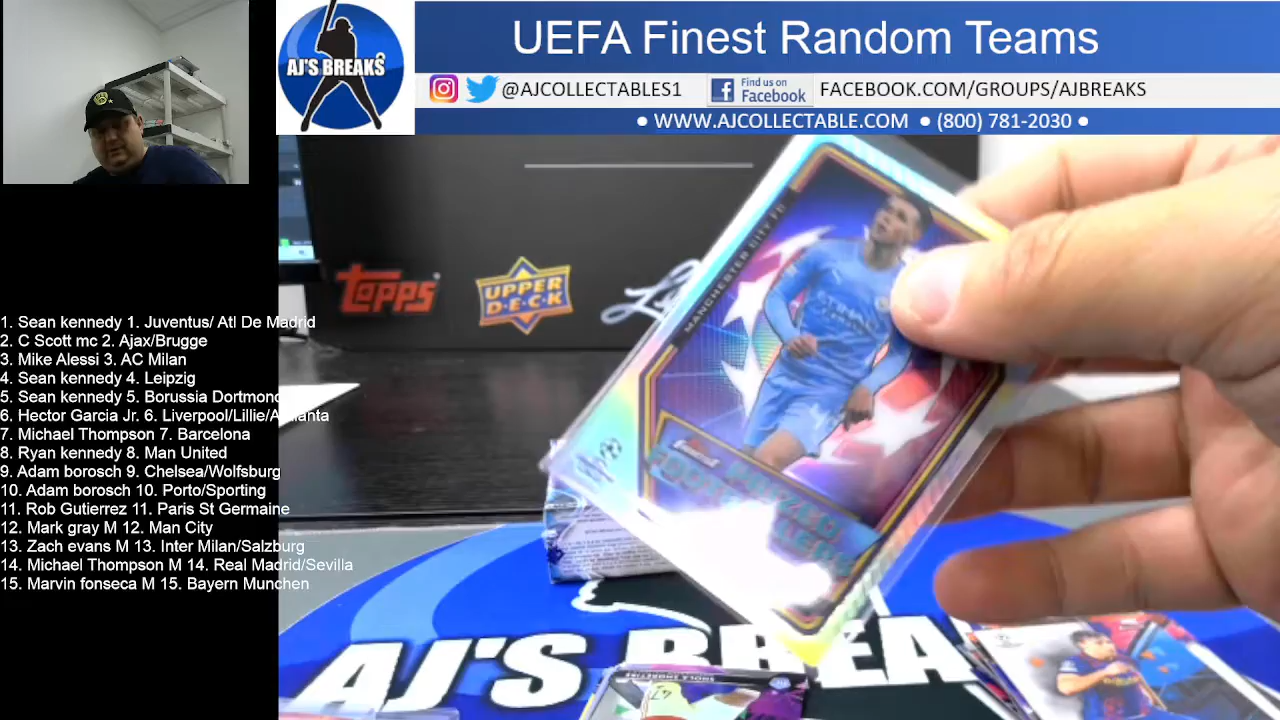 UEFA Finest Random Teams
AJ'S BREAKS
@AJCOLLECTABLES1
Find us on
Facebook
FACEBOOK.COM/GROUPS/AJBREAKS
• WWW.AJCOLLECTABLE.COM • (800) 781-2030 •
Topps
UPPER
D·E·C·K
MANCHESTER CITY FC
1. Sean kennedy 1. Juventus/ Atl De Madrid
2. C Scott mc 2. Ajax/Brugge
3. Mike Alessi 3. AC Milan
4. Sean kennedy 4. Leipzig
5. Sean kennedy 5. Borussia Dortmond
6. Hector Garcia Jr. 6. Liverpool/Lillie/Atlanta
7. Michael Thompson 7. Barcelona
8. Ryan kennedy 8. Man United
9. Adam borosch 9. Chelsea/Wolfsburg
10. Adam borosch 10. Porto/Sporting
11. Rob Gutierrez 11. Paris St Germaine
12. Mark gray M 12. Man City
13. Zach evans M 13. Inter Milan/Salzburg
14. Michael Thompson M 14. Real Madrid/Sevilla
15. Marvin fonseca M 15. Bayern Munchen
AJ'S BREA